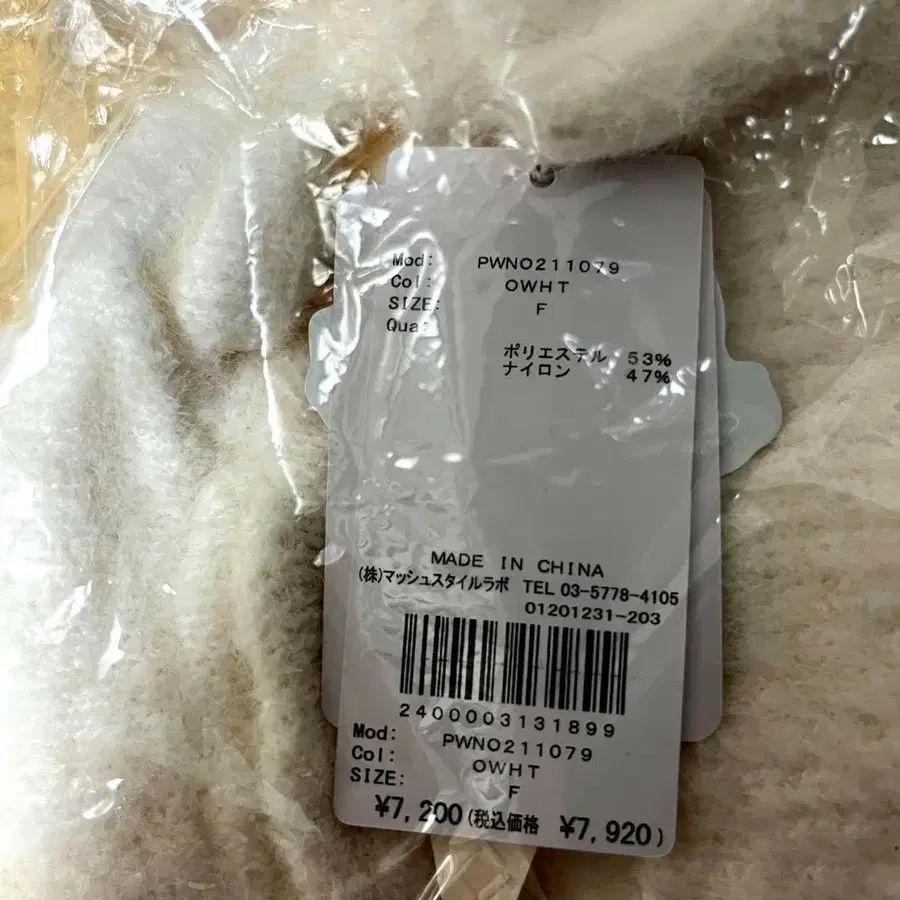 Mod: PWNO211079
Col: OWHT
SIZE: F
Qua:
ポリエステル 53%
ナイロン 47%
MADE IN CHINA
(株)マッシュスタイルラボ TEL 03-5778-4105
01201231-203
2400003131899
Mod: PWNO211079
Col: OWHT
SIZE: F
¥7,200(税込価格 ¥7,920)